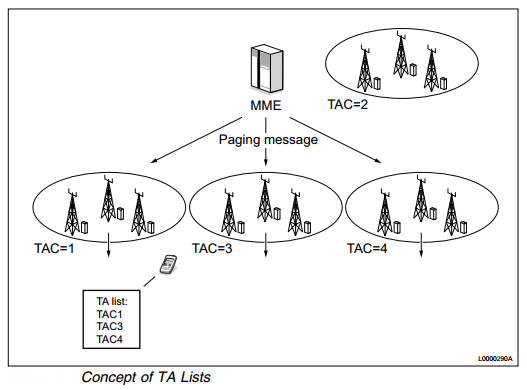 MME
TAC=2
Paging message
TAC=1
TAC=3
TAC=4
TA list:
TAC1
TAC3
TAC4
L0000290A
Concept of TA Lists